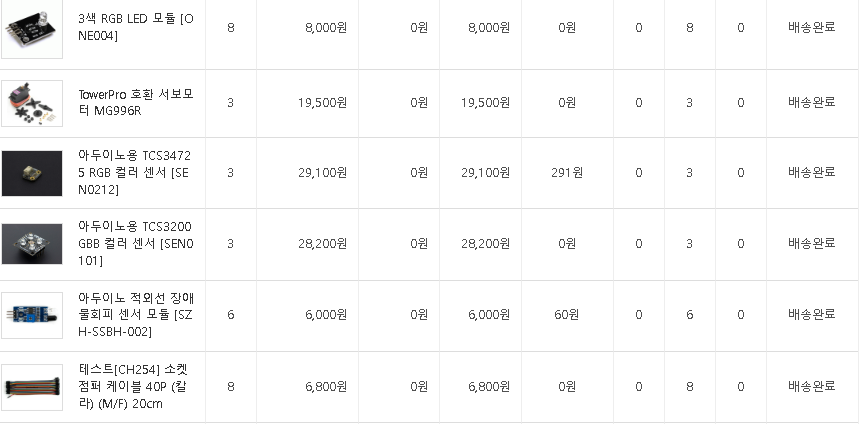 3색 RGB LED 모듈 [O
NE004]
8 8,000원 0원 8,000원 0원 0 8 0 배송완료
TowerPro 호환 서보모
터 MG996R
3 19,500원 0원 19,500원 0원 0 3 0 배송완료
아두이노용 TCS3472
5 RGB 컬러 센서 [SE
N0212]
3 29,100원 0원 29,100원 291원 0 3 0 배송완료
아두이노용 TCS3200
GBB 컬러 센서 [SEN0
101]
3 28,200원 0원 28,200원 0원 0 3 0 배송완료
아두이노 적외선 장애
물회피 센서 모듈 [SZ
H-SSBH-002]
6 6,000원 0원 6,000원 60원 0 6 0 배송완료
테스트[CH254] 소켓
점퍼 케이블 40P (칼
라) (M/F) 20cm
8 6,800원 0원 6,800원 0원 0 8 0 배송완료